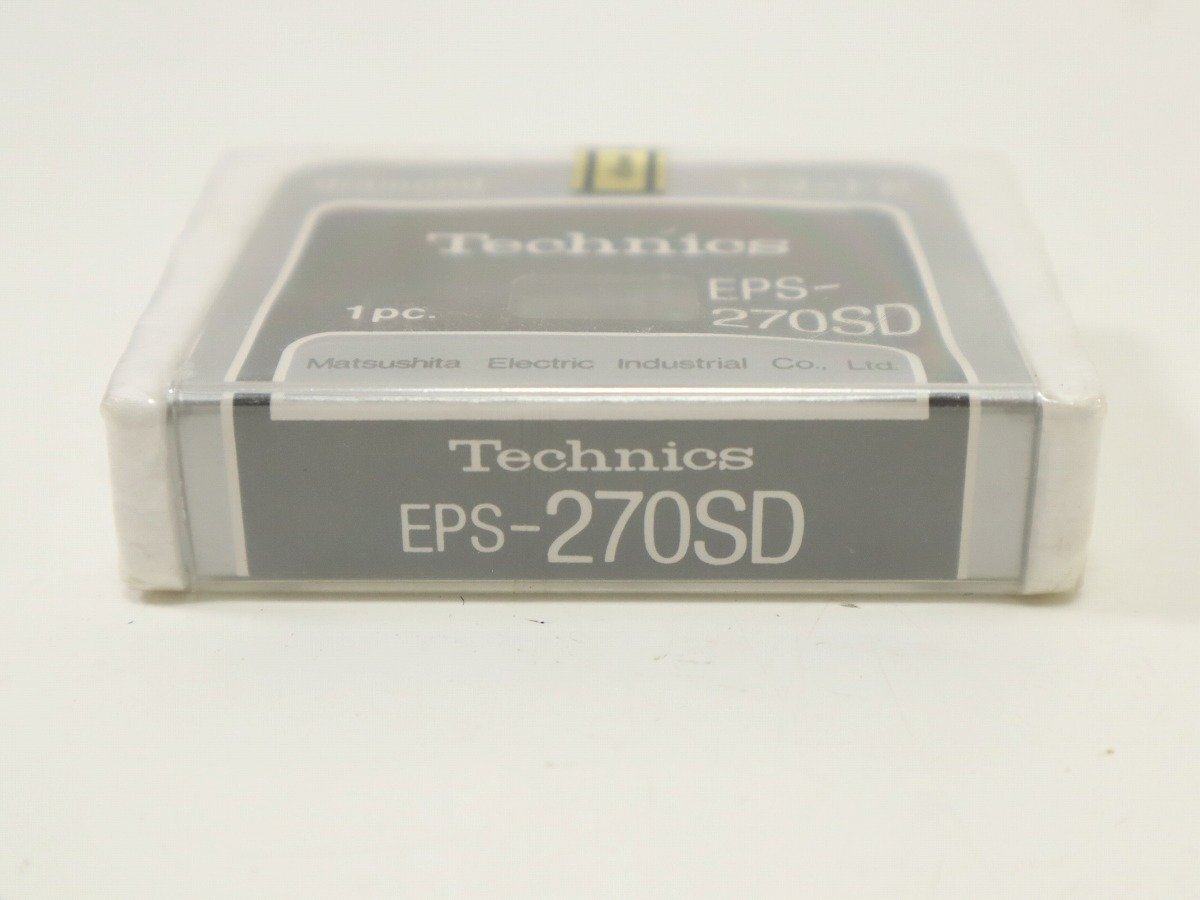 Technics
EPS-
270SD
1pc.
Matsushita Electric Industrial Co., Ltd.
Technics
EPS-270SD